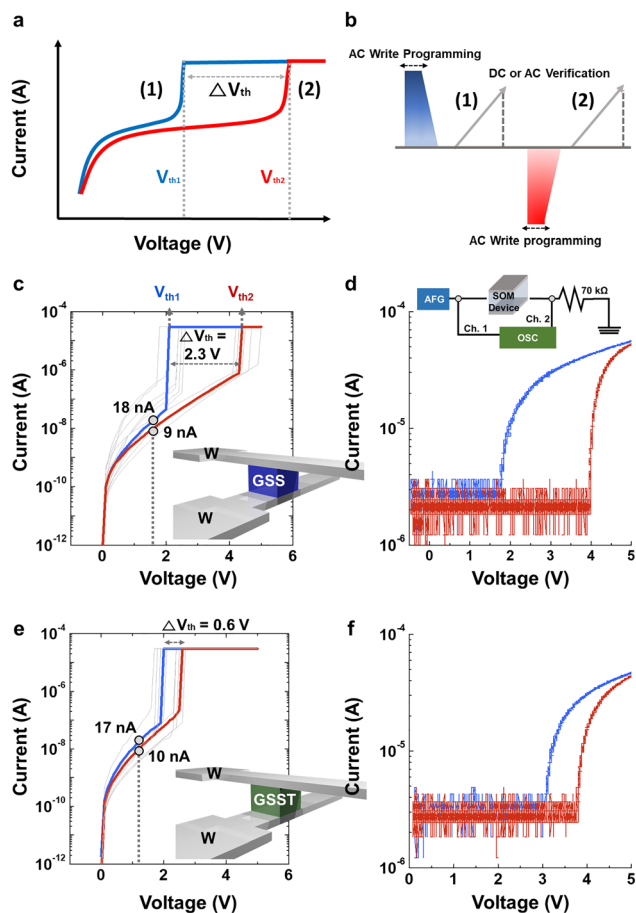 a
Current (A)
(1)
△Vth
(2)
Vth1
Vth2
Voltage (V)
b
AC Write Programming
DC or AC Verification
(1)
(2)
AC Write programming
c
Vth1
Vth2
10-4
10-6
10-8
10-10
10-12
Current (A)
△Vth =
2.3 V
18 nA
9 nA
W
GSS
W
0
2
4
6
Voltage (V)
d
AFG
SOM
Device
70 kΩ
Ch. 1
Ch. 2
OSC
10-4
10-5
10-6
Current (A)
0
1
2
3
4
5
Voltage (V)
e
△Vth = 0.6 V
10-4
10-6
10-8
10-10
10-12
Current (A)
17 nA
10 nA
W
GSST
W
0
2
4
6
Voltage (V)
f
10-4
10-5
10-6
Current (A)
0
1
2
3
4
5
Voltage (V)